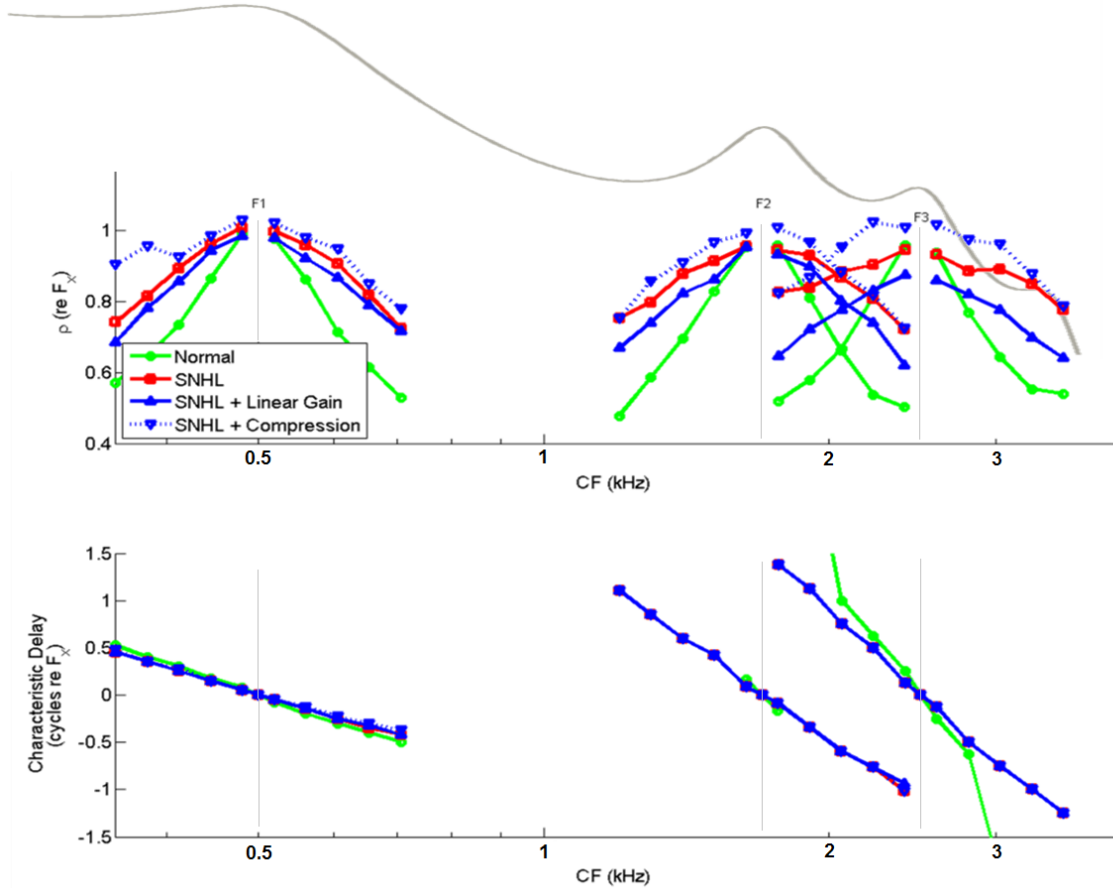 F1
F2
F3
1
0.8
0.6
0.4
ρ (re Fₓ)
Normal
SNHL
SNHL + Linear Gain
SNHL + Compression
0.5
1
2
3
CF (kHz)
1.5
1
0.5
0
-0.5
-1
-1.5
Characteristic Delay
(cycles re Fₓ)
0.5
1
2
3
CF (kHz)